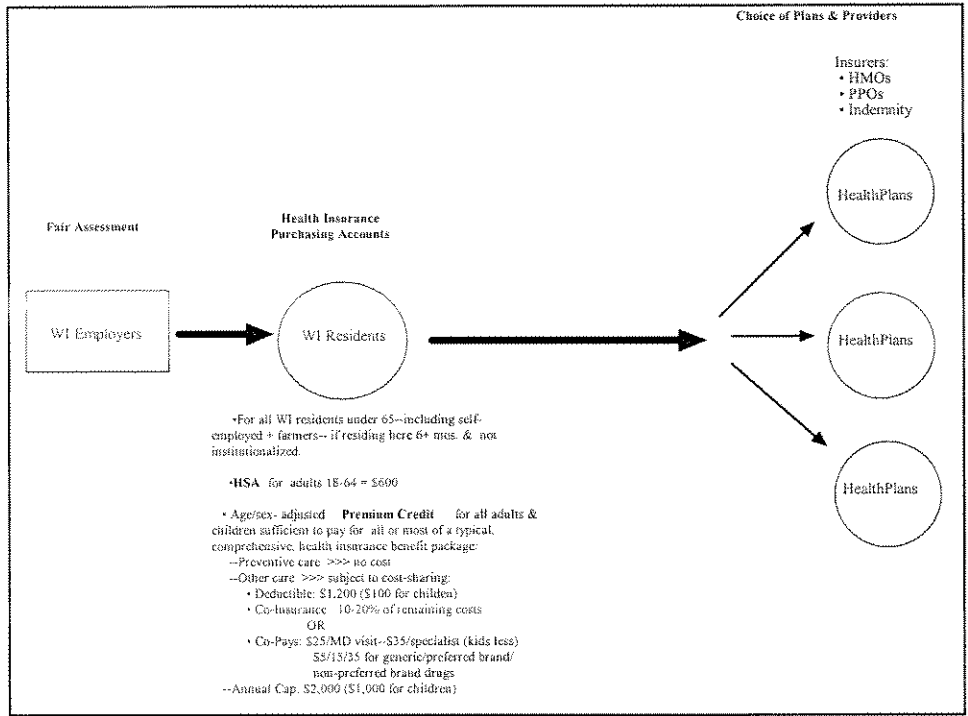 Choice of Plans & Providers
Insurers:
• HMOs
• PPOs
• Indemnity
HealthPlans
Fair Assessment
Health Insurance
Purchasing Accounts
WI Employers
WI Residents
HealthPlans
HealthPlans
•For all WI residents under 65--including self-
employed + farmers-- if residing here 6+ mos. & not
institutionalized.
•HSA for adults 18-64 = $600
• Age/sex- adjusted Premium Credit for all adults &
children sufficient to pay for all or most of a typical,
comprehensive, health insurance benefit package:
--Preventive care >>> no cost
--Other care >>> subject to cost-sharing:
• Deductible: $1,200 ($100 for children)
• Co-Insurance 10-20% of remaining costs
OR
• Co-Pays: $25/MD visit--$35/specialist (kids less)
$5/15/35 for generic/preferred brand/
non-preferred brand drugs
--Annual Cap. $2,000 ($1,000 for children)